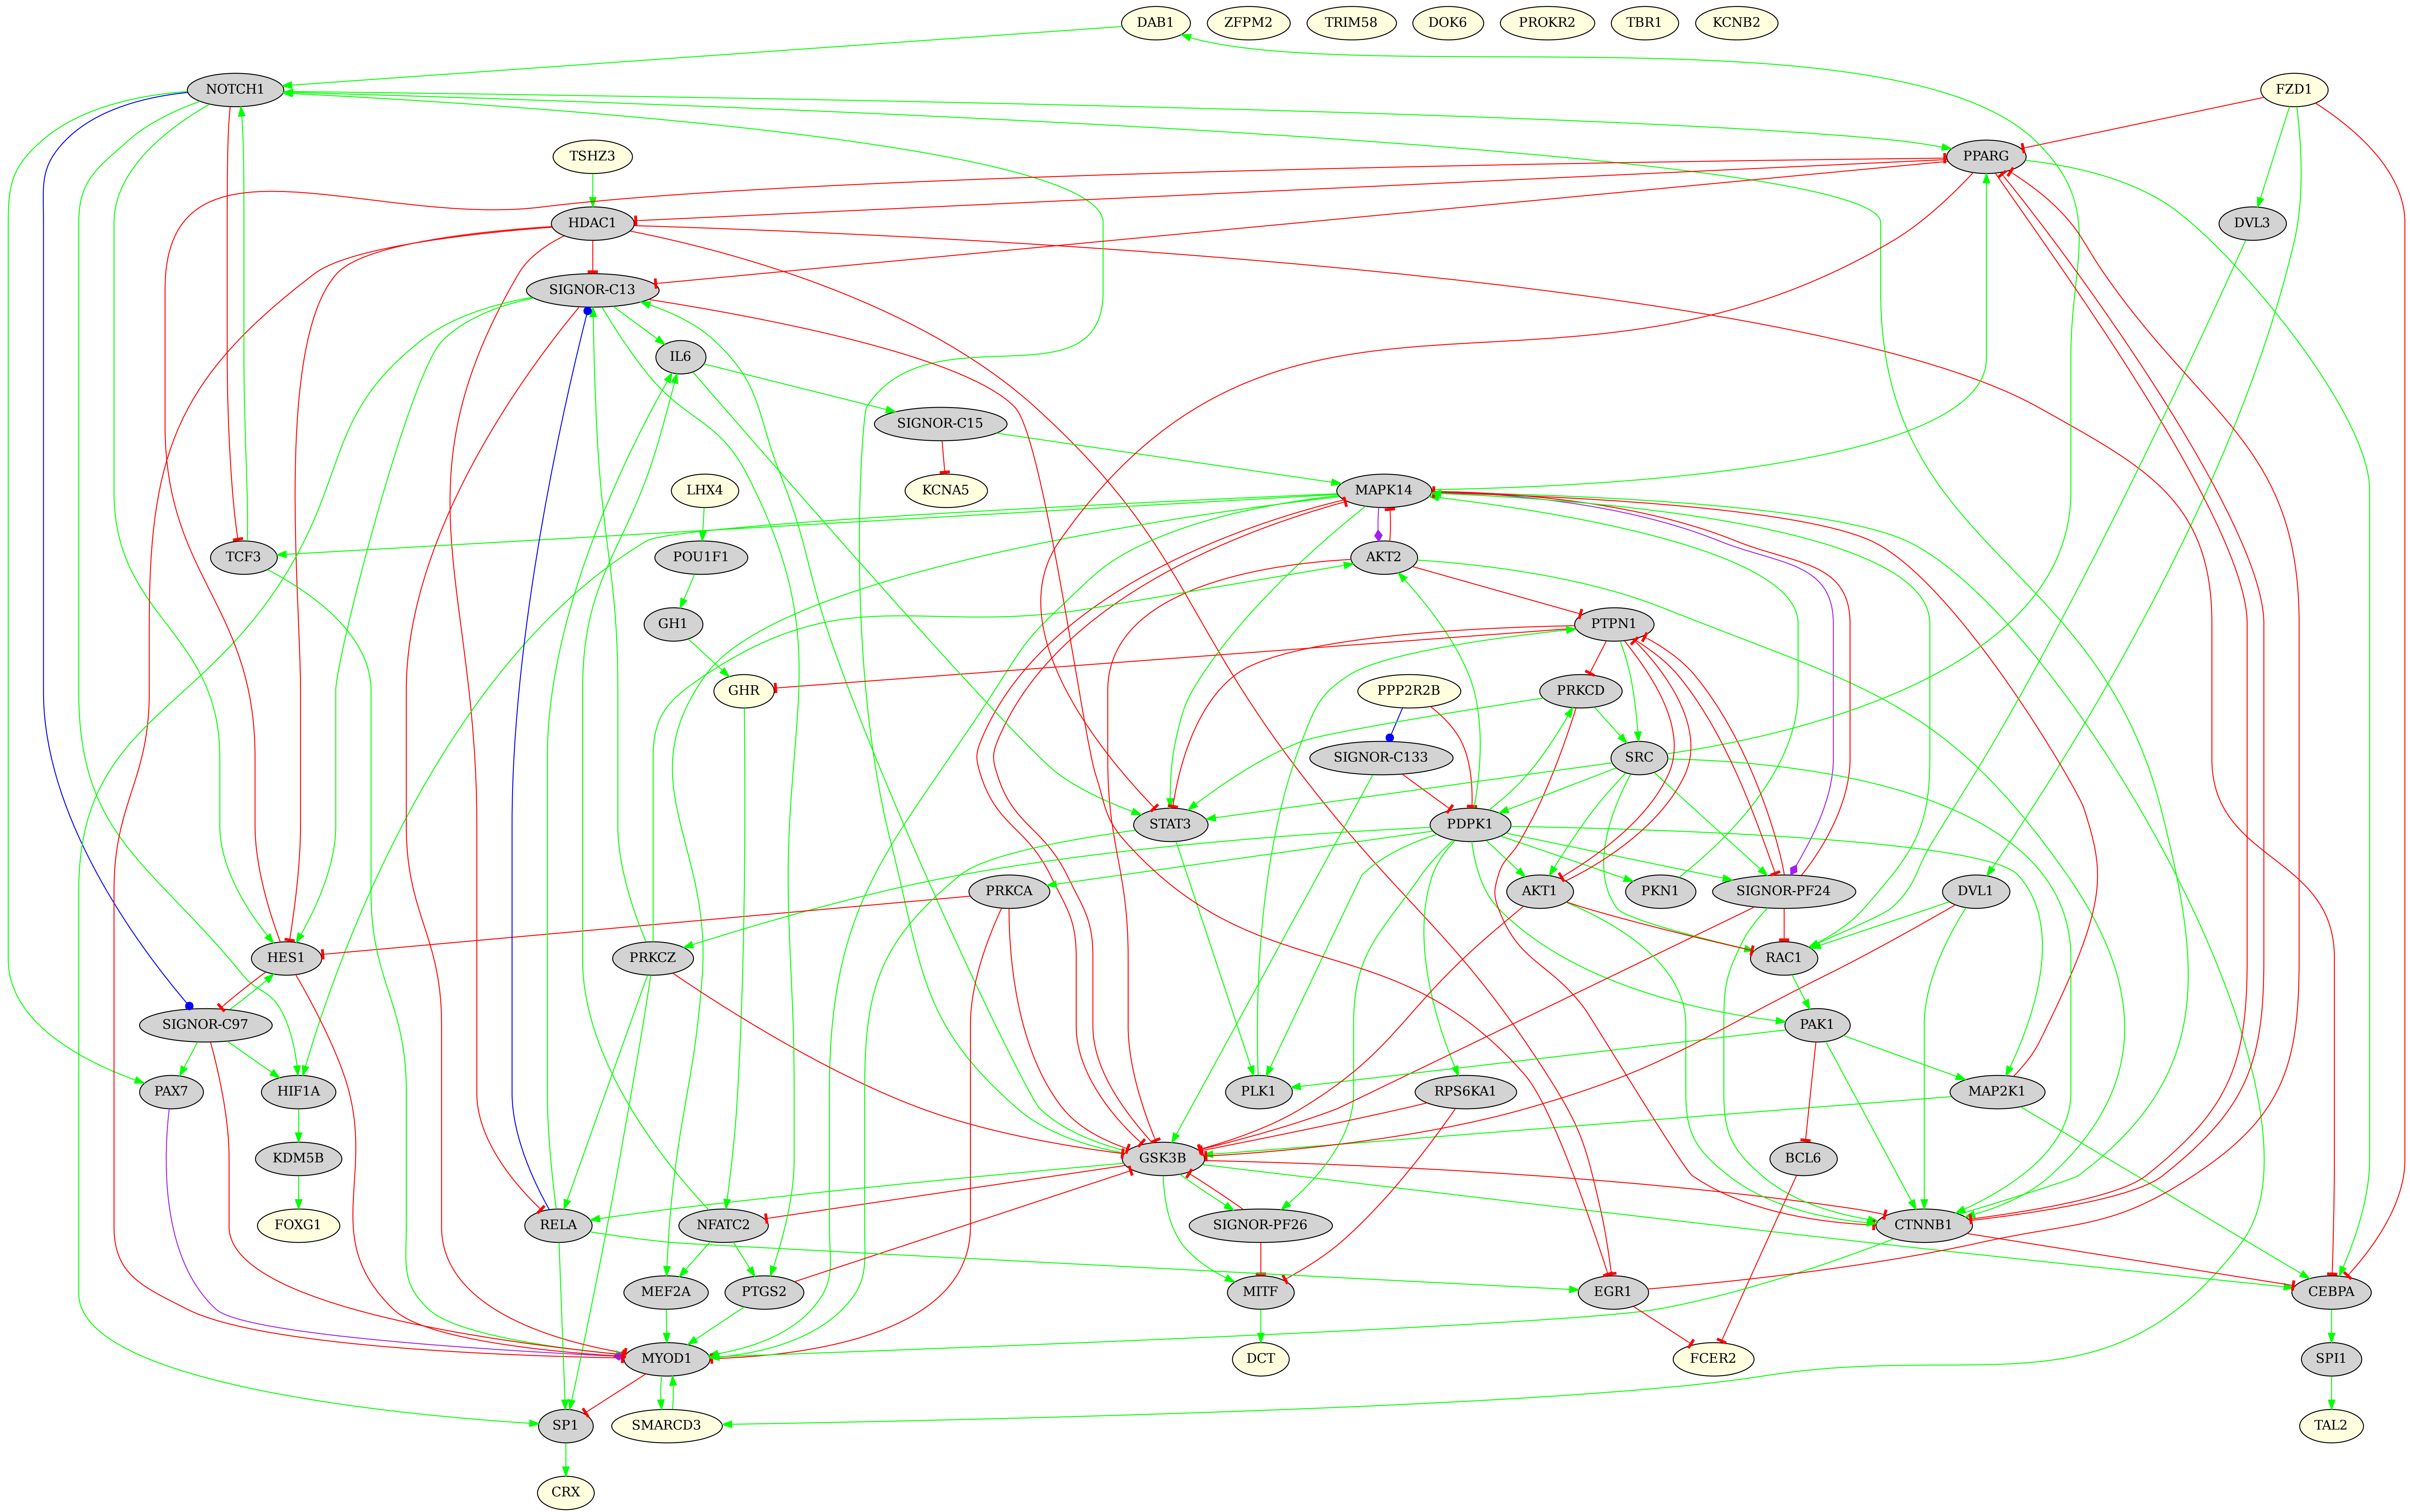 DAB1 ZFPM2 TRIM58 DOK6 PROKR2 TBR1 KCNB2
NOTCH1 FZD1
TSHZ3 PPARG
HDAC1 DVL3
SIGNOR-C13
IL6
SIGNOR-C15
LHX4 KCNA5 MAPK14
TCF3 POU1F1 AKT2
GH1 PTPN1
GHR PPP2R2B PRKCD
SIGNOR-C133 SRC
STAT3 PDPK1
PRKCA AKT1 PKN1 SIGNOR-PF24 DVL1
HES1 PRKCZ RAC1
SIGNOR-C97 PAK1
PAX7 HIF1A PLK1 RPS6KA1 MAP2K1
KDM5B GSK3B BCL6
FOXG1 RELA NFATC2 SIGNOR-PF26 CTNNB1
MEF2A PTGS2 MITF EGR1 CEBPA
MYOD1 DCT FCER2 SPI1
SP1 SMARCD3 TAL2
CRX